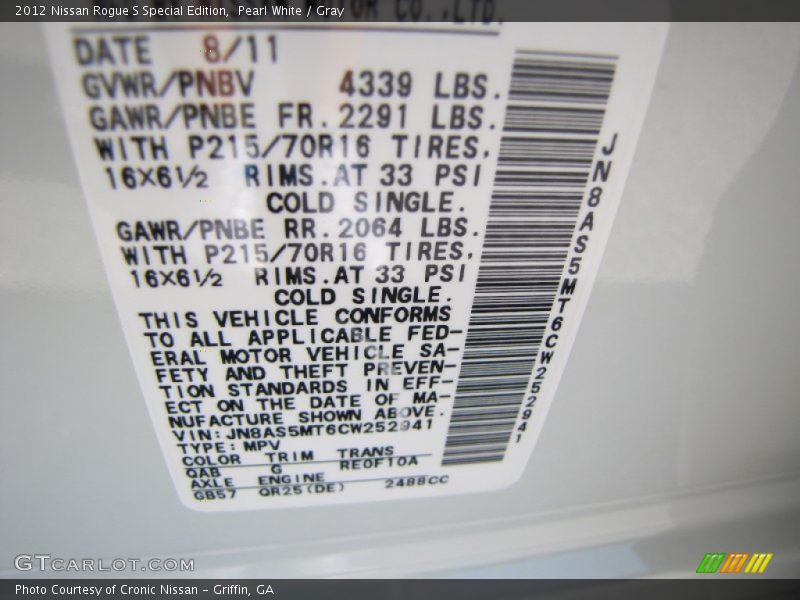 2012 Nissan Rogue S Special Edition, Pearl White / Gray
CO.,LTD.
DATE 8/11
GVWR/PNBV 4339 LBS.
GAWR/PNBE FR. 2291 LBS.
WITH P215/70R16 TIRES,
16X6½ RIMS. AT 33 PSI
COLD SINGLE.
GAWR/PNBE RR. 2064 LBS.
WITH P215/70R16 TIRES,
16X6½ RIMS. AT 33 PSI
COLD SINGLE.
THIS VEHICLE CONFORMS
TO ALL APPLICABLE FED-
ERAL MOTOR VEHICLE SA-
FETY AND THEFT PREVEN-
TION STANDARDS IN EFF-
ECT ON THE DATE OF MA-
NUFACTURE SHOWN ABOVE.
VIN: JN8AS5MT6CW252941
TYPE: MPV
COLOR TRIM TRANS
QAB G RE0F10A
AXLE ENGINE
GB57 QR25(DE) 2488CC
JN8AS5MT6CW252941
GTCARLOT.COM
Photo Courtesy of Cronic Nissan - Griffin, GA